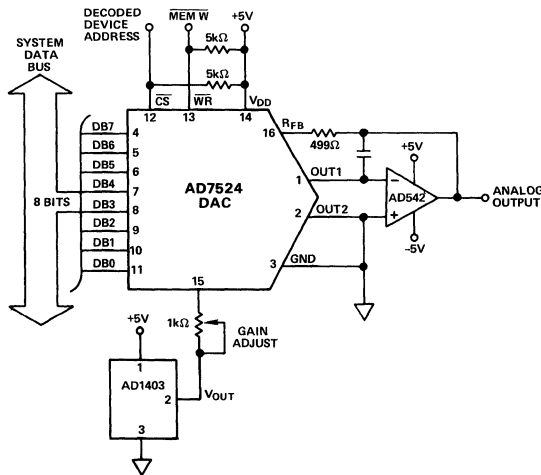 DECODED
DEVICE
ADDRESS
MEM W
+5V
5kΩ
5kΩ
SYSTEM
DATA
BUS
CS
WR
VDD
12
13
14
RFB
16
499Ω
DB7
4
DB6
5
DB5
6
DB4
7
8 BITS
DB3
8
DB2
9
DB1
10
DB0
11
AD7524
DAC
1
OUT1
2
OUT2
3
GND
+5V
−
AD542
+
-5V
ANALOG
OUTPUT
15
1kΩ
GAIN
ADJUST
+5V
1
AD1403
2
VOUT
3